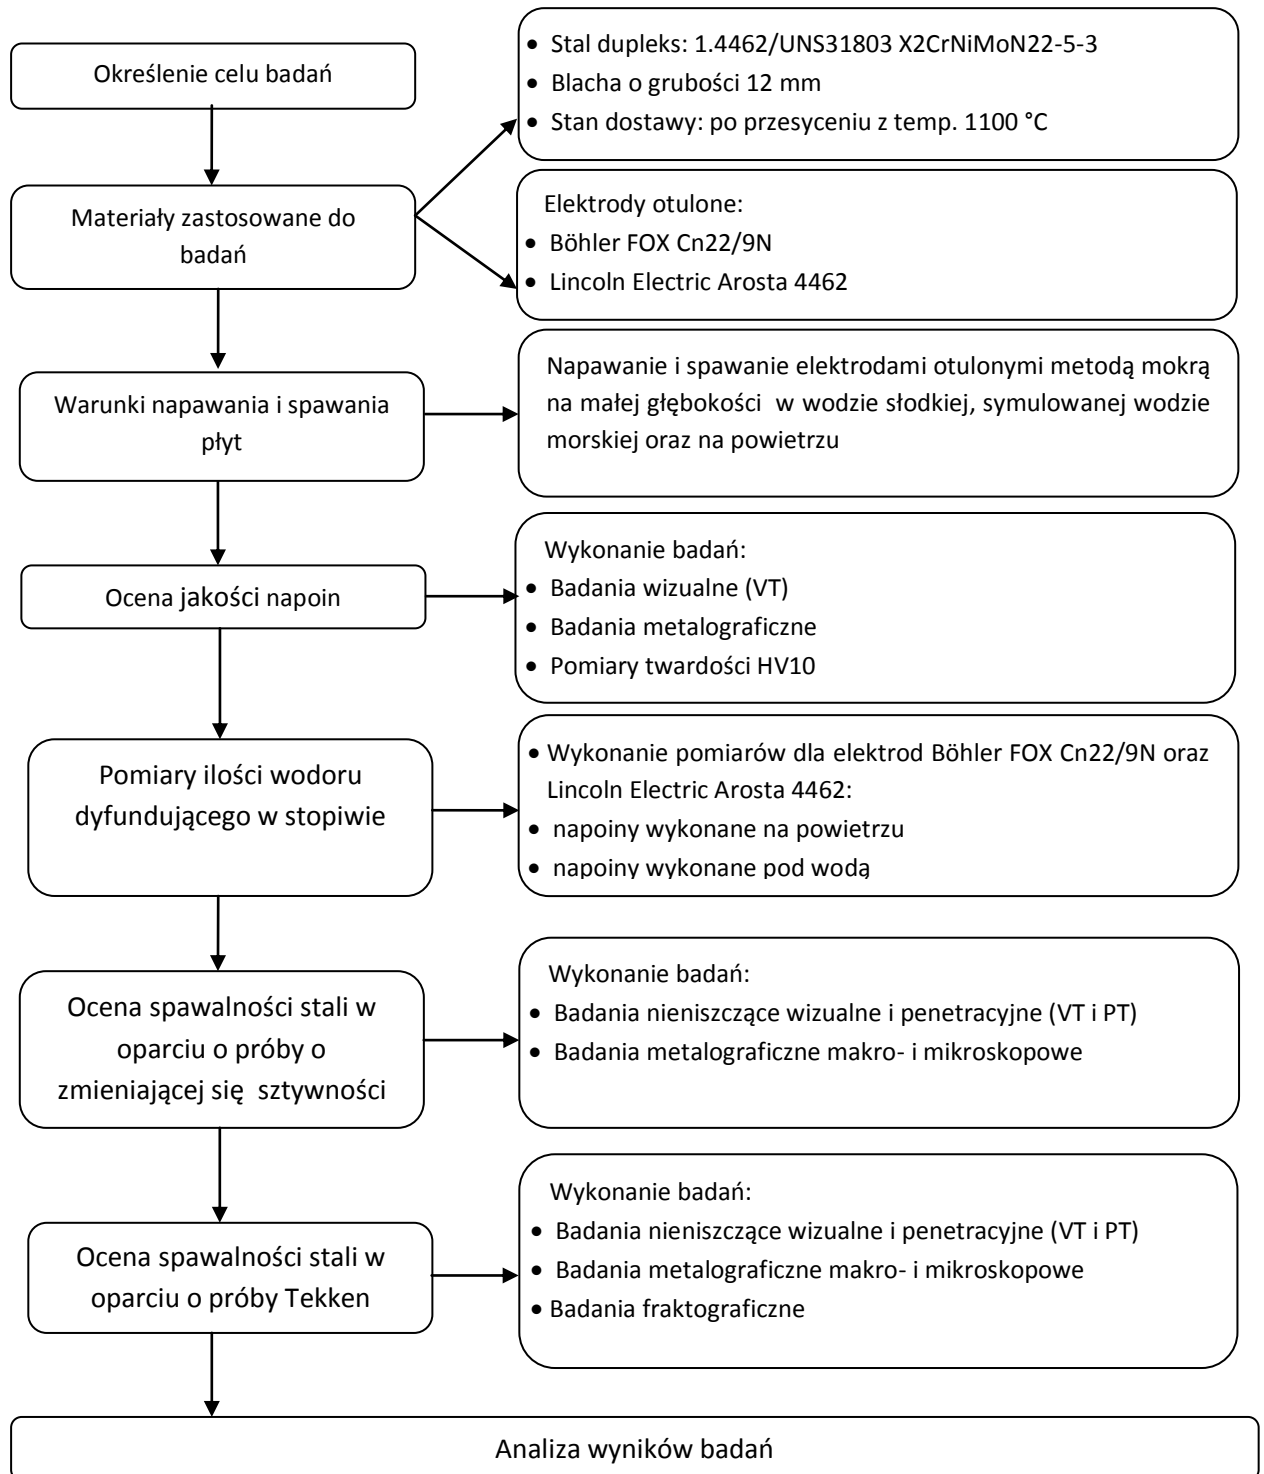 Określenie celu badań
• Stal dupleks: 1.4462/UNS31803 X2CrNiMoN22-5-3
• Blacha o grubości 12 mm
• Stan dostawy: po przesyceniu z temp. 1100 °C
Materiały zastosowane do
badań
Elektrody otulone:
• Böhler FOX Cn22/9N
• Lincoln Electric Arosta 4462
Warunki napawania i spawania
płyt
Napawanie i spawanie elektrodami otulonymi metodą mokrą
na małej głębokości w wodzie słodkiej, symulowanej wodzie
morskiej oraz na powietrzu
Ocena jakości napoin
Wykonanie badań:
• Badania wizualne (VT)
• Badania metalograficzne
• Pomiary twardości HV10
Pomiary ilości wodoru
dyfundującego w stopiwie
• Wykonanie pomiarów dla elektrod Böhler FOX Cn22/9N oraz
Lincoln Electric Arosta 4462:
• napoiny wykonane na powietrzu
• napoiny wykonane pod wodą
Ocena spawalności stali w
oparciu o próby o
zmieniającej się sztywności
Wykonanie badań:
• Badania nieniszczące wizualne i penetracyjne (VT i PT)
• Badania metalograficzne makro- i mikroskopowe
Ocena spawalności stali w
oparciu o próby Tekken
Wykonanie badań:
• Badania nieniszczące wizualne i penetracyjne (VT i PT)
• Badania metalograficzne makro- i mikroskopowe
• Badania fraktograficzne
Analiza wyników badań